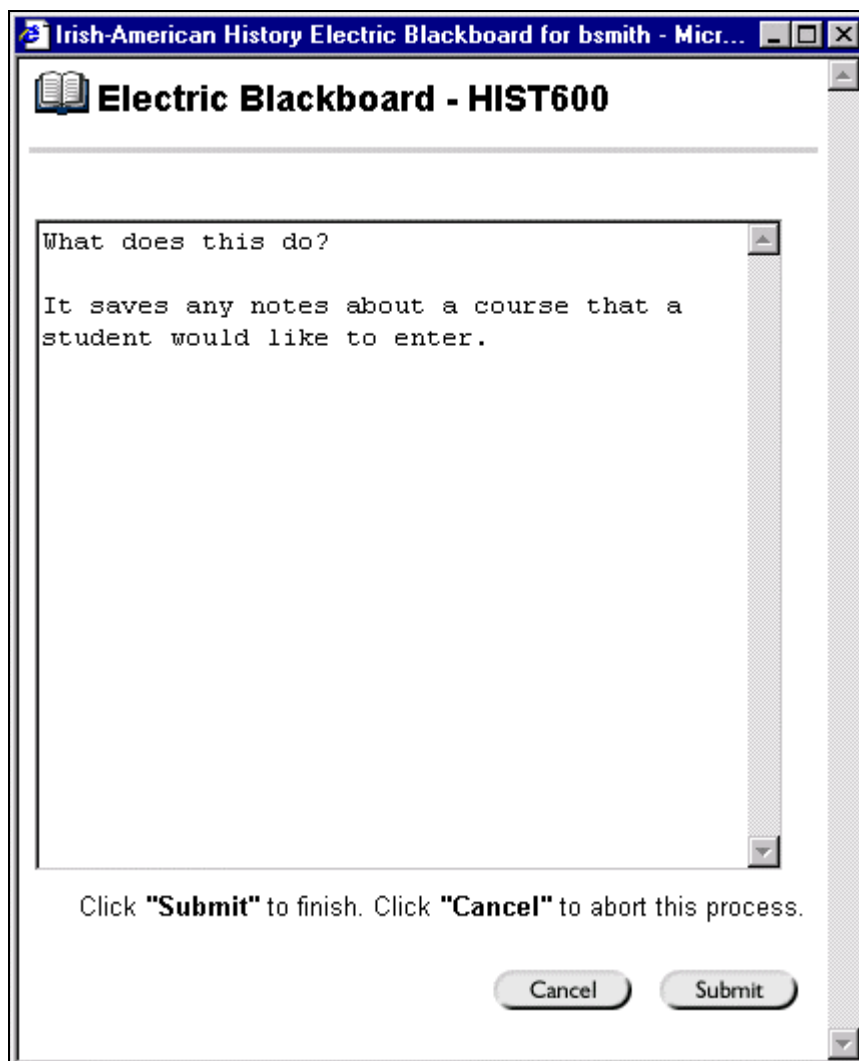 Irish-American History Electric Blackboard for bsmith - Micr...
Electric Blackboard - HIST600
What does this do?
It saves any notes about a course that a
student would like to enter.
Click "Submit" to finish. Click "Cancel" to abort this process.
Cancel Submit